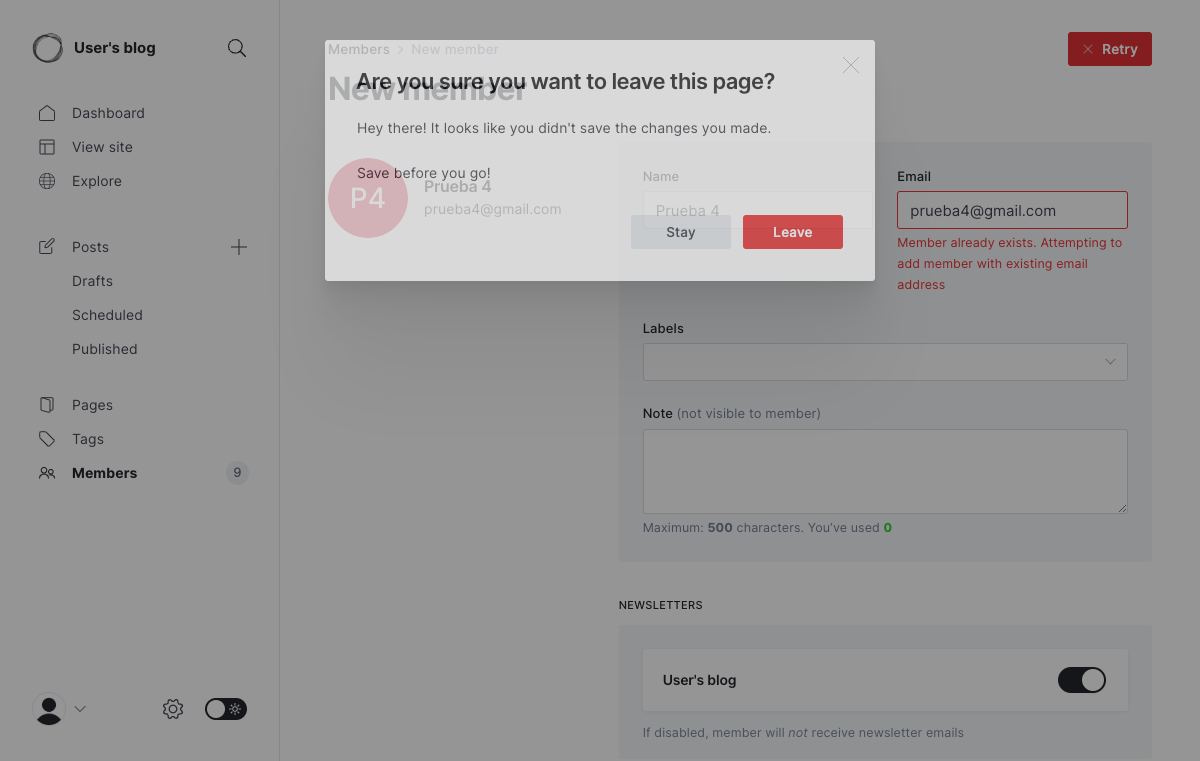 User's blog
Dashboard
View site
Explore
Posts
Drafts
Scheduled
Published
Pages
Tags
Members
9
Members > New member
Retry
New member
Are you sure you want to leave this page?
Hey there! It looks like you didn't save the changes you made.
Save before you go!
Stay
Leave
P4
Prueba 4
prueba4@gmail.com
Name
Prueba 4
Email
prueba4@gmail.com
Member already exists. Attempting to
add member with existing email
address
Labels
Note (not visible to member)
Maximum: 500 characters. You've used 0
NEWSLETTERS
User's blog
If disabled, member will not receive newsletter emails